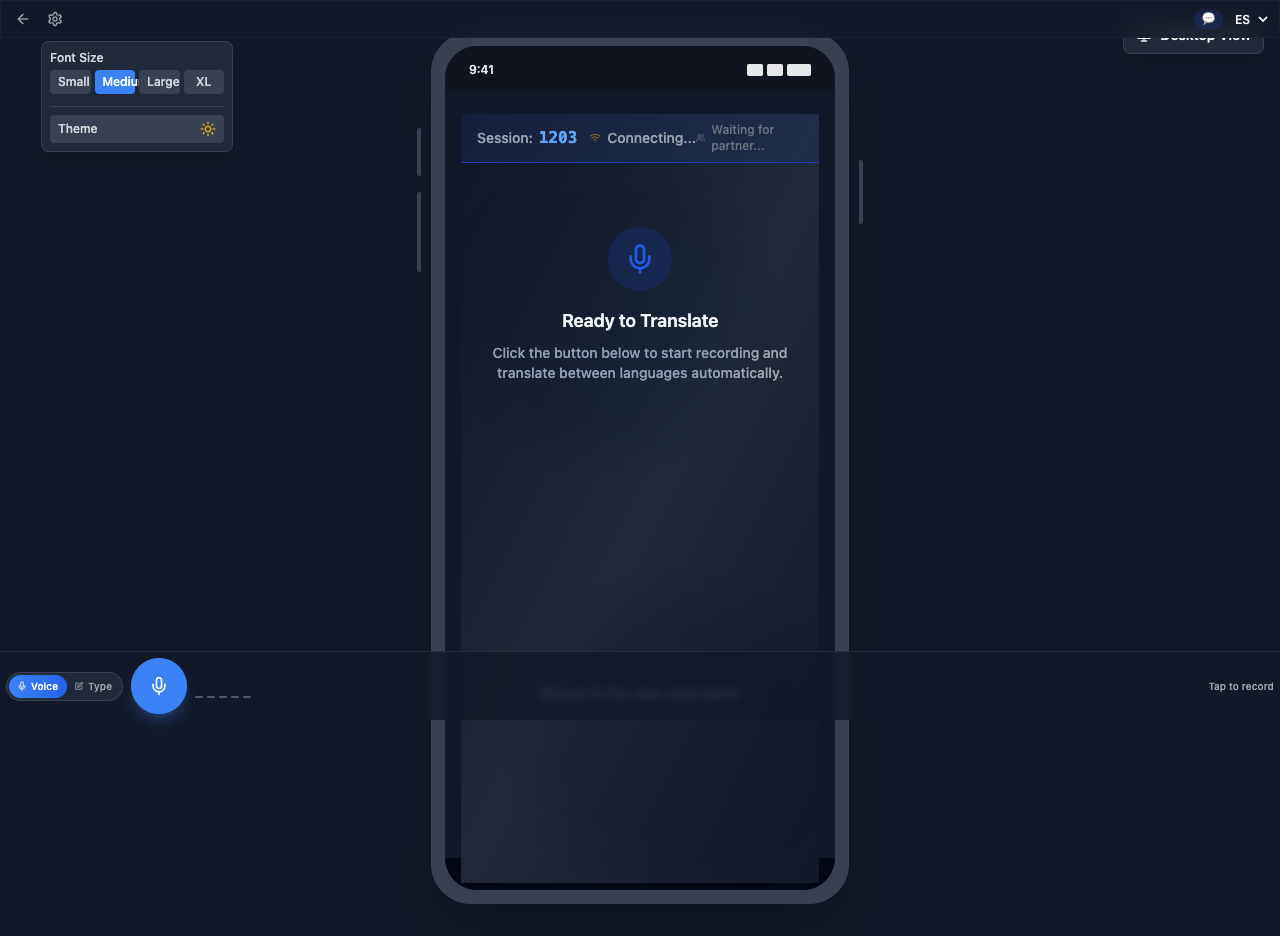 ES
Desktop View
Font Size
Small Mediu Large XL
Theme
9:41
Session: 1203 Connecting...
Waiting for
partner...
Ready to Translate
Click the button below to start recording and
translate between languages automatically.
Voice Type
Tap to record